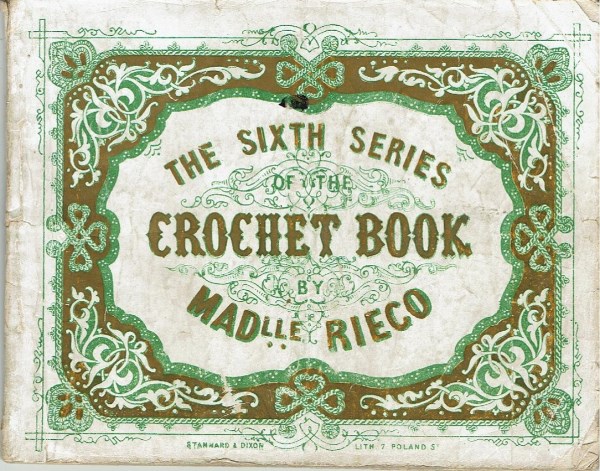 THE SIXTH SERIES
OF THE
CROCHET BOOK
BY
MADLLE RIEGO
STANNARD & DIXON LITH 7 POLAND ST